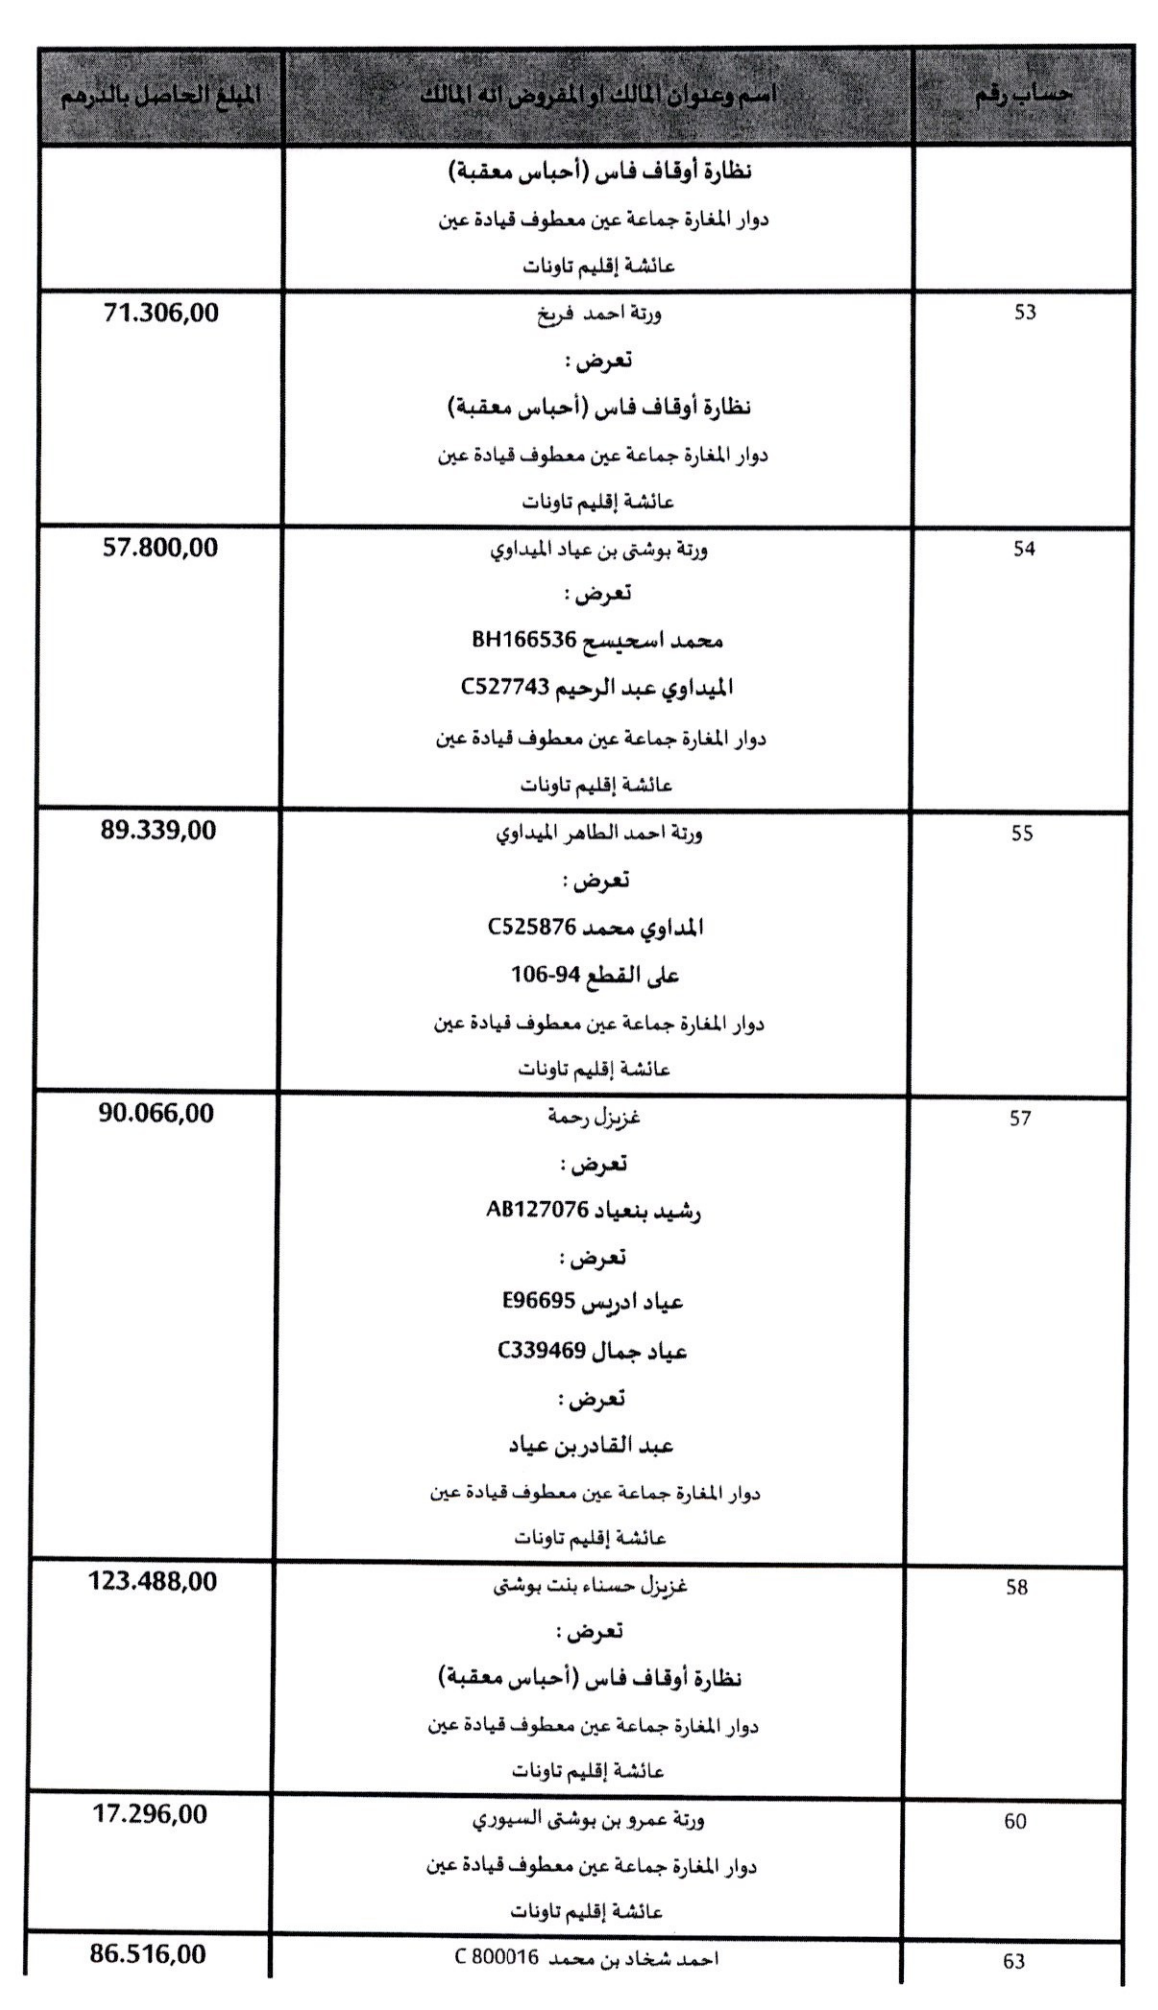 حساب رقم
اسم وعنوان المالك او المفروض انه المالك
المبلغ الحاصل بالدرهم
نظارة أوقاف فاس (أحباس معقبة)
دوار المغارة جماعة عين معطوف قيادة عين
عائشة إقليم تاونات
53
ورتة احمد فريخ
71.306,00
تعرض :
نظارة أوقاف فاس (أحباس معقبة)
دوار المغارة جماعة عين معطوف قيادة عين
عائشة إقليم تاونات
54
ورتة بوشتى بن عياد الميداوي
57.800,00
تعرض :
محمد اسحيسح BH166536
الميداوي عبد الرحيم C527743
دوار المغارة جماعة عين معطوف قيادة عين
عائشة إقليم تاونات
55
ورتة احمد الطاهر الميداوي
89.339,00
تعرض :
المداوي محمد C525876
على القطع 94-106
دوار المغارة جماعة عين معطوف قيادة عين
عائشة إقليم تاونات
57
غزيزل رحمة
90.066,00
تعرض :
رشيد بنعياد AB127076
تعرض :
عياد ادريس E96695
عياد جمال C339469
تعرض :
عبد القادر بن عياد
دوار المغارة جماعة عين معطوف قيادة عين
عائشة إقليم تاونات
58
غزيزل حسناء بنت بوشتى
123.488,00
تعرض :
نظارة أوقاف فاس (أحباس معقبة)
دوار المغارة جماعة عين معطوف قيادة عين
عائشة إقليم تاونات
60
ورتة عمرو بن بوشتى السيوري
17.296,00
دوار المغارة جماعة عين معطوف قيادة عين
عائشة إقليم تاونات
63
احمد شخاد بن محمد C 800016
86.516,00